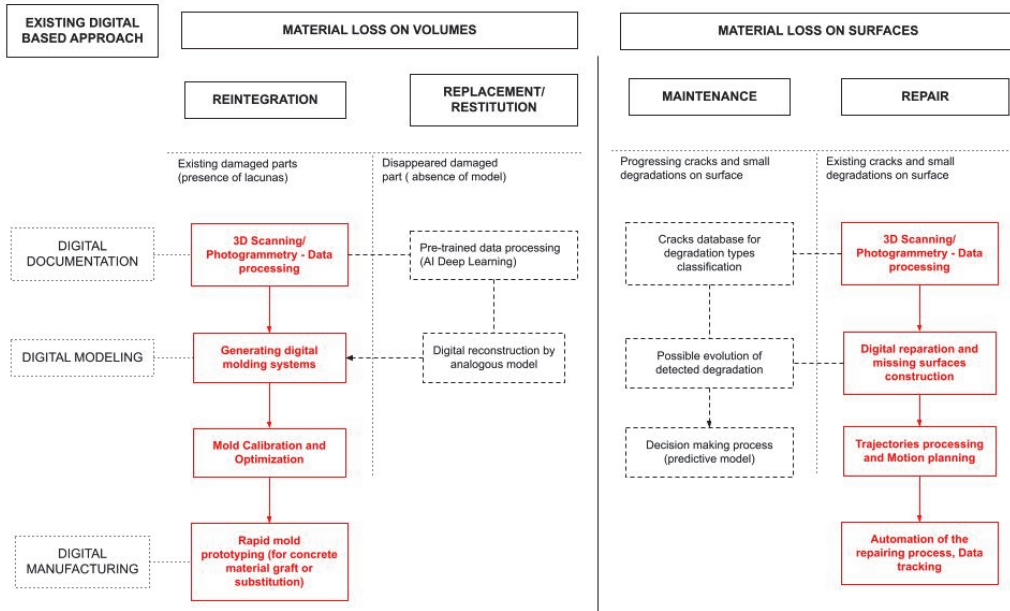 EXISTING DIGITAL
BASED APPROACH
MATERIAL LOSS ON VOLUMES
MATERIAL LOSS ON SURFACES
REINTEGRATION
REPLACEMENT/
RESTITUTION
MAINTENANCE
REPAIR
Existing damaged parts
(presence of lacunas)
Disappeared damaged
part ( absence of model)
Progressing cracks and small
degradations on surface
Existing cracks and small
degradations on surface
DIGITAL
DOCUMENTATION
3D Scanning/
Photogrammetry - Data
processing
Pre-trained data processing
(AI Deep Learning)
Cracks database for
degradation types
classification
3D Scanning/
Photogrammetry - Data
processing
DIGITAL MODELING
Generating digital
molding systems
Digital reconstruction by
analogous model
Possible evolution of
detected degradation
Digital reparation and
missing surfaces
construction
Mold Calibration and
Optimization
Decision making process
(predictive model)
Trajectories processing
and Motion planning
DIGITAL
MANUFACTURING
Rapid mold
prototyping (for
concrete
material graft or
substitution)
Automation of the
repairing process, Data
tracking